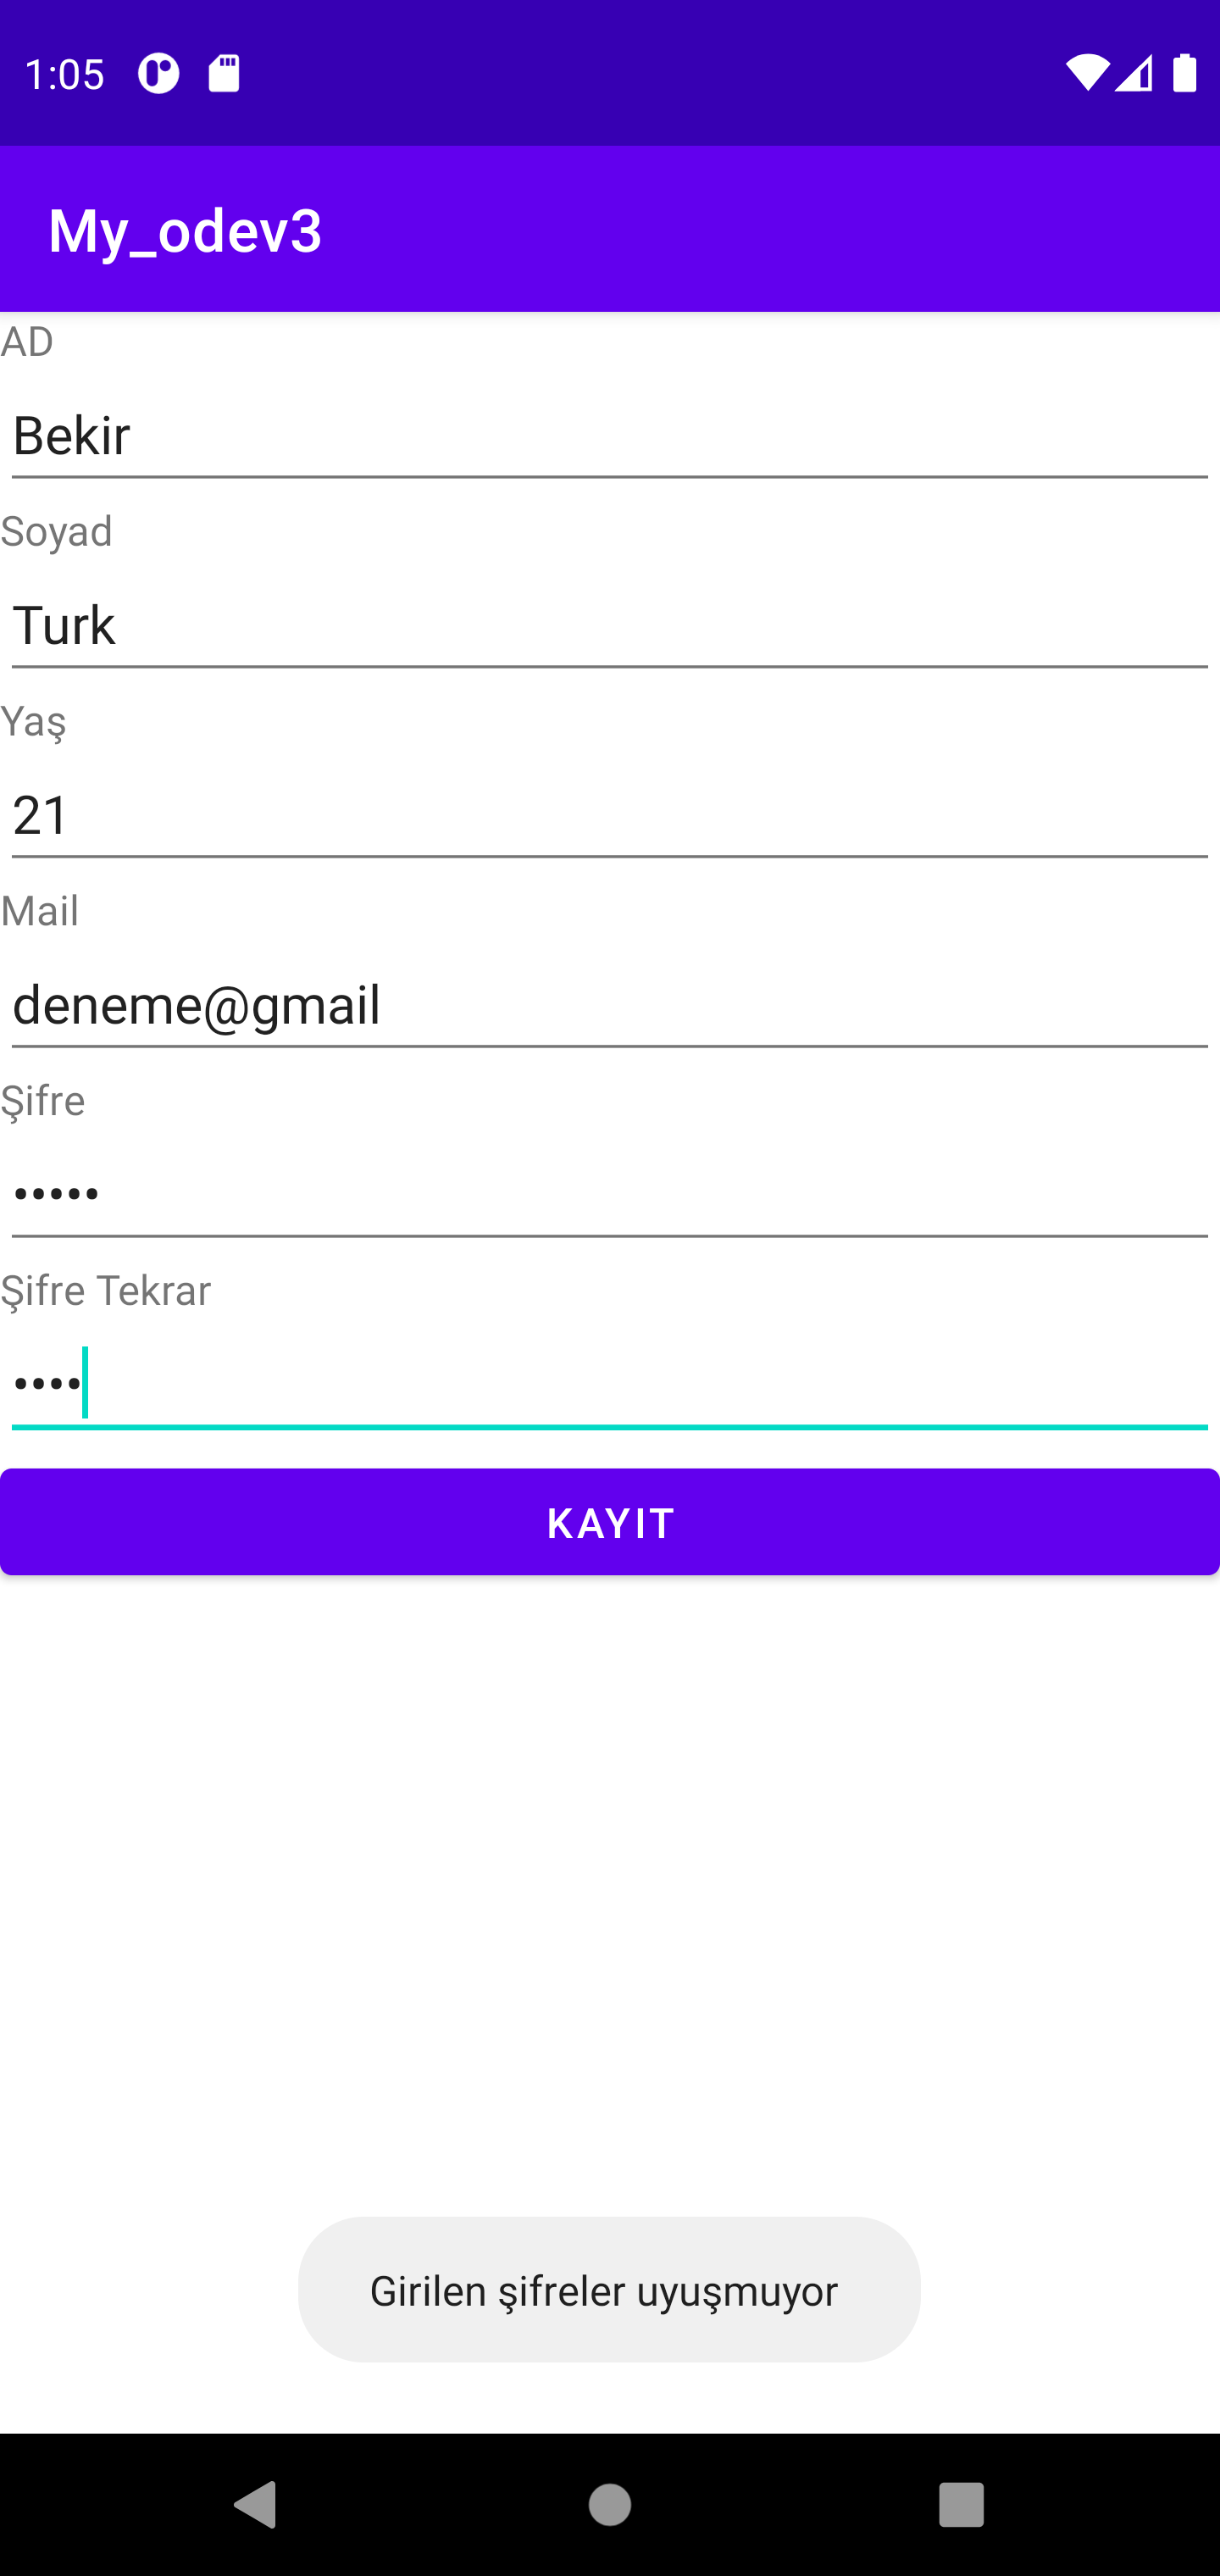 1:05
My_odev3
AD
Bekir
Soyad
Turk
Yaş
21
Mail
deneme@gmail
Şifre
•••••
Şifre Tekrar
••••
KAYIT
Girilen şifreler uyuşmuyor